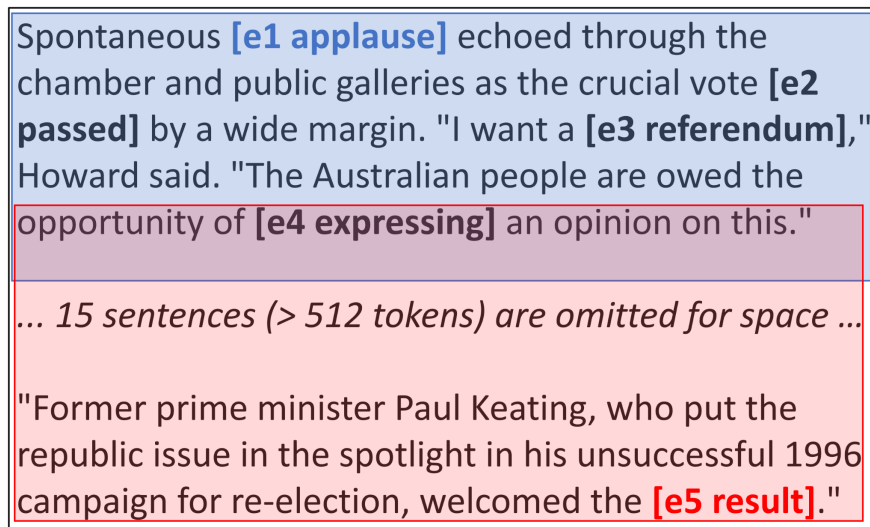 Spontaneous [e1 applause] echoed through the
chamber and public galleries as the crucial vote [e2
passed] by a wide margin. "I want a [e3 referendum],"
Howard said. "The Australian people are owed the
opportunity of [e4 expressing] an opinion on this."
... 15 sentences (> 512 tokens) are omitted for space ...
"Former prime minister Paul Keating, who put the
republic issue in the spotlight in his unsuccessful 1996
campaign for re-election, welcomed the [e5 result]."